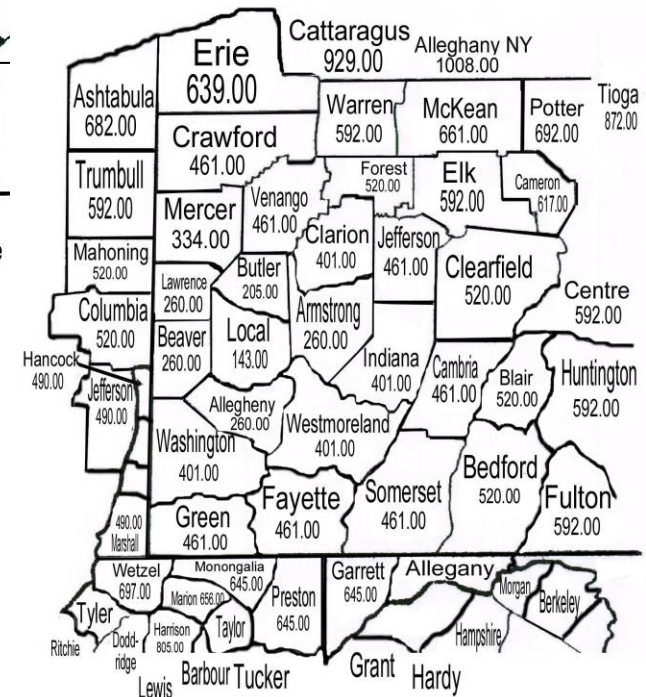 Cattaragus
929.00
Alleghany NY
1008.00
Erie
639.00
Ashtabula
682.00
Warren
592.00
McKean
661.00
Potter
692.00
Tioga
872.00
Crawford
461.00
Trumbull
592.00
Mercer
334.00
Venango
461.00
Forest
520.00
Elk
592.00
Cameron
617.00
Clarion
401.00
Jefferson
461.00
Clearfield
520.00
Centre
592.00
Mahoning
520.00
Lawrence
260.00
Butler
205.00
Columbia
520.00
Beaver
260.00
Local
143.00
Armstrong
260.00
Indiana
401.00
Cambria
461.00
Blair
520.00
Huntington
592.00
Hancock
490.00
Jefferson
490.00
Allegheny
260.00
Westmoreland
401.00
Washington
401.00
Bedford
520.00
Fulton
592.00
Somerset
461.00
Fayette
461.00
Green
461.00
490.00
Marshall
Wetzel
697.00
Monongalia
645.00
Marion 656.00
Preston
645.00
Garrett
645.00
Allegany
Morgan
Berkeley
Tyler
Ritchie
Dodd-
ridge
Harrison
805.00
Taylor
Hampshire
Lewis
Barbour
Tucker
Grant
Hardy